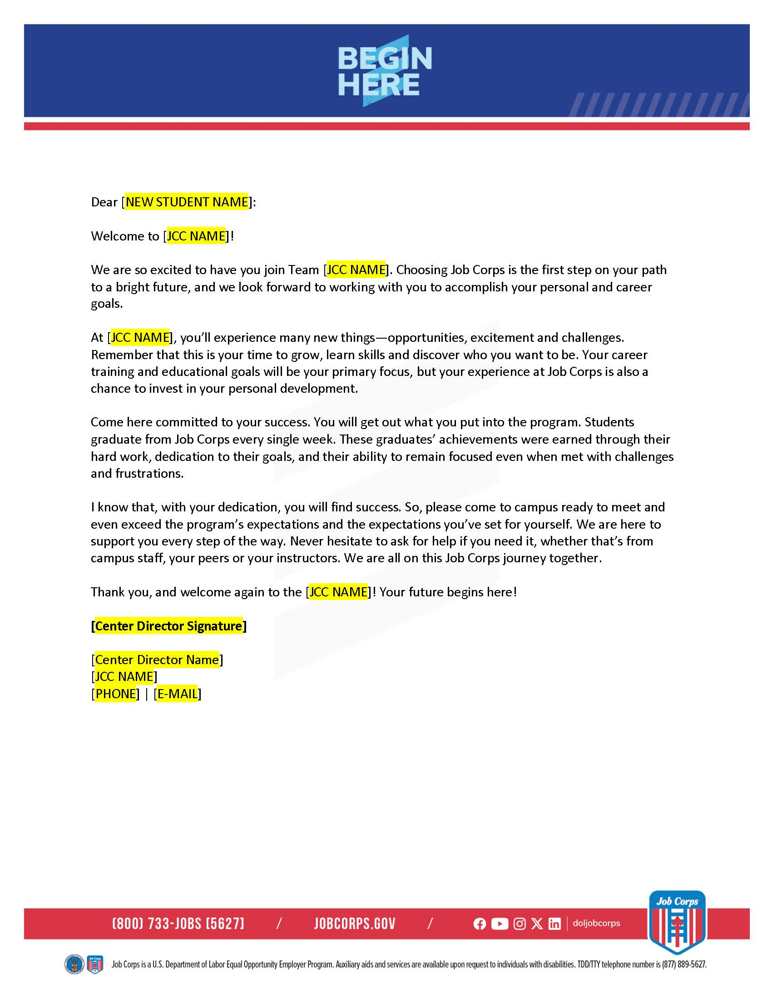 BEGIN
HERE
Dear [NEW STUDENT NAME]:
Welcome to [JCC NAME]!
We are so excited to have you join Team [JCC NAME]. Choosing Job Corps is the first step on your path
to a bright future, and we look forward to working with you to accomplish your personal and career
goals.
At [JCC NAME], you’ll experience many new things—opportunities, excitement and challenges.
Remember that this is your time to grow, learn skills and discover who you want to be. Your career
training and educational goals will be your primary focus, but your experience at Job Corps is also a
chance to invest in your personal development.
Come here committed to your success. You will get out what you put into the program. Students
graduate from Job Corps every single week. These graduates’ achievements were earned through their
hard work, dedication to their goals, and their ability to remain focused even when met with challenges
and frustrations.
I know that, with your dedication, you will find success. So, please come to campus ready to meet and
even exceed the program’s expectations and the expectations you’ve set for yourself. We are here to
support you every step of the way. Never hesitate to ask for help if you need it, whether that’s from
campus staff, your peers or your instructors. We are all on this Job Corps journey together.
Thank you, and welcome again to the [JCC NAME]! Your future begins here!
[Center Director Signature]
[Center Director Name]
[JCC NAME]
[PHONE] | [E-MAIL]
Job Corps
(800) 733-JOBS [5627] / JOBCORPS.GOV / doljobcorps
Job Corps
Job Corps is a U.S. Department of Labor Equal Opportunity Employer Program. Auxiliary aids and services are available upon request to individuals with disabilities. TDD/TTY telephone number is (877) 889-5627.